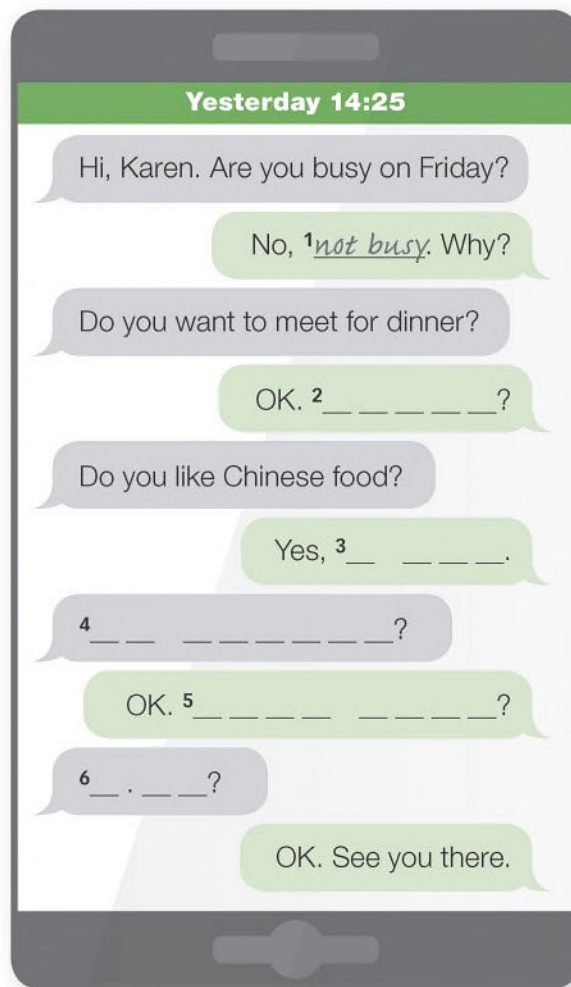 Yesterday 14:25
Hi, Karen. Are you busy on Friday?
No, ¹not busy. Why?
Do you want to meet for dinner?
OK. ²__ __ __ __ __?
Do you like Chinese food?
Yes, ³__   __ __ __.
⁴__ __   __ __ __ __ __ __?
OK. ⁵__ __ __ __   __ __ __ __?
⁶__ . __ __?
OK. See you there.